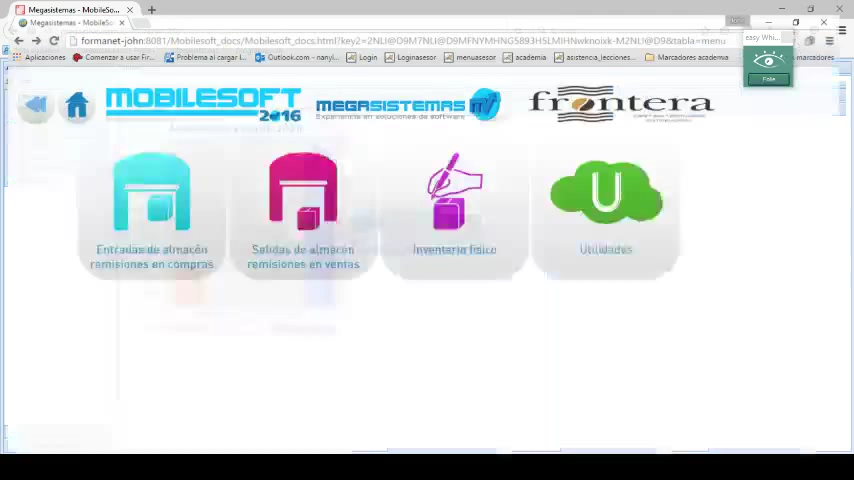 Megasistemas - MobileSo...
Megasistemas - MobileSo
formanet-john:8081/Mobilesoft_docs/Mobilesoft_docs.html?key2=2NLI@D9M7NLI@D9MFNYMHNGS893HSLMIHNwknoisk-M2NLI@D9&tabla=menu
easy Whi...
Aplicaciones
Comenzar a usar Fir...
Problema al cargar l...
Outlook.com - nanyl...
Login
Loginasesor
menuasesor
academia
asistencia_lecciones...
Marcadores academia
marcadores
MOBILESOFT
2016
MEGASISTEMAS
Experiencia en soluciones de software
frontera
Entradas de almacén
remisiones en compras
Salidas de almacén
remisiones en ventas
Inventario físico
U
Utilidades